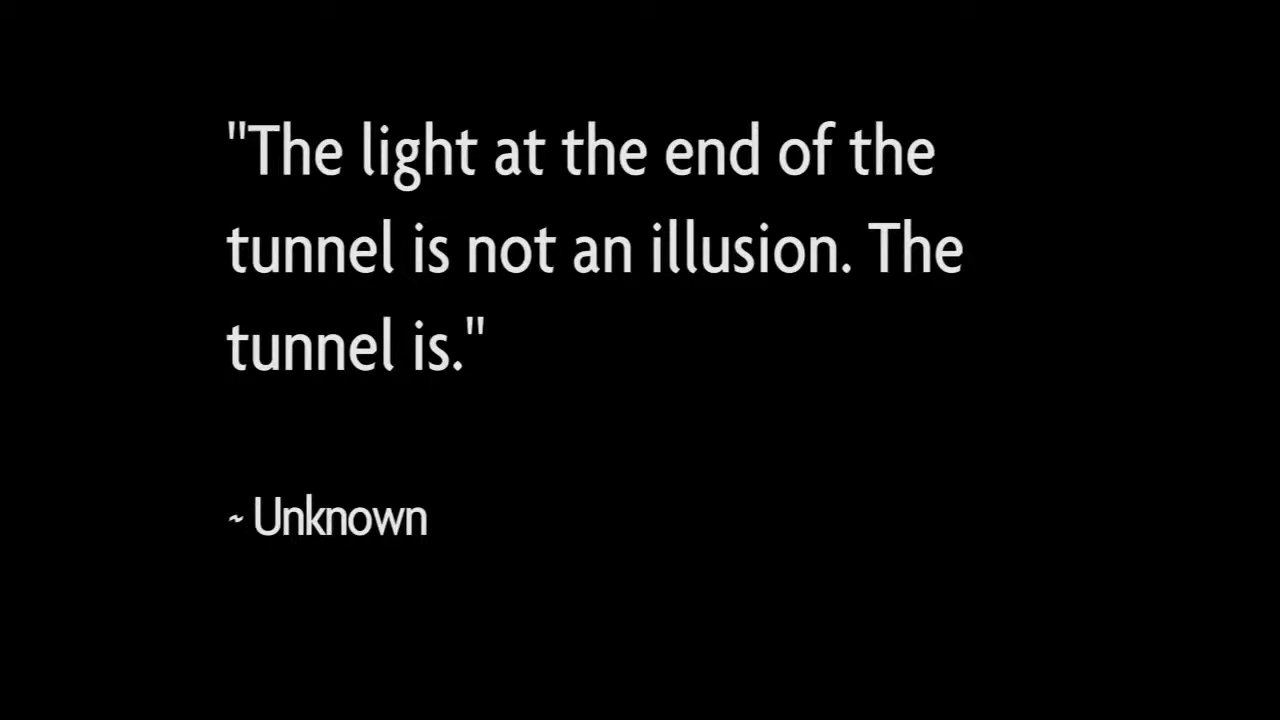 "The light at the end of the
tunnel is not an illusion. The
tunnel is."
~ Unknown